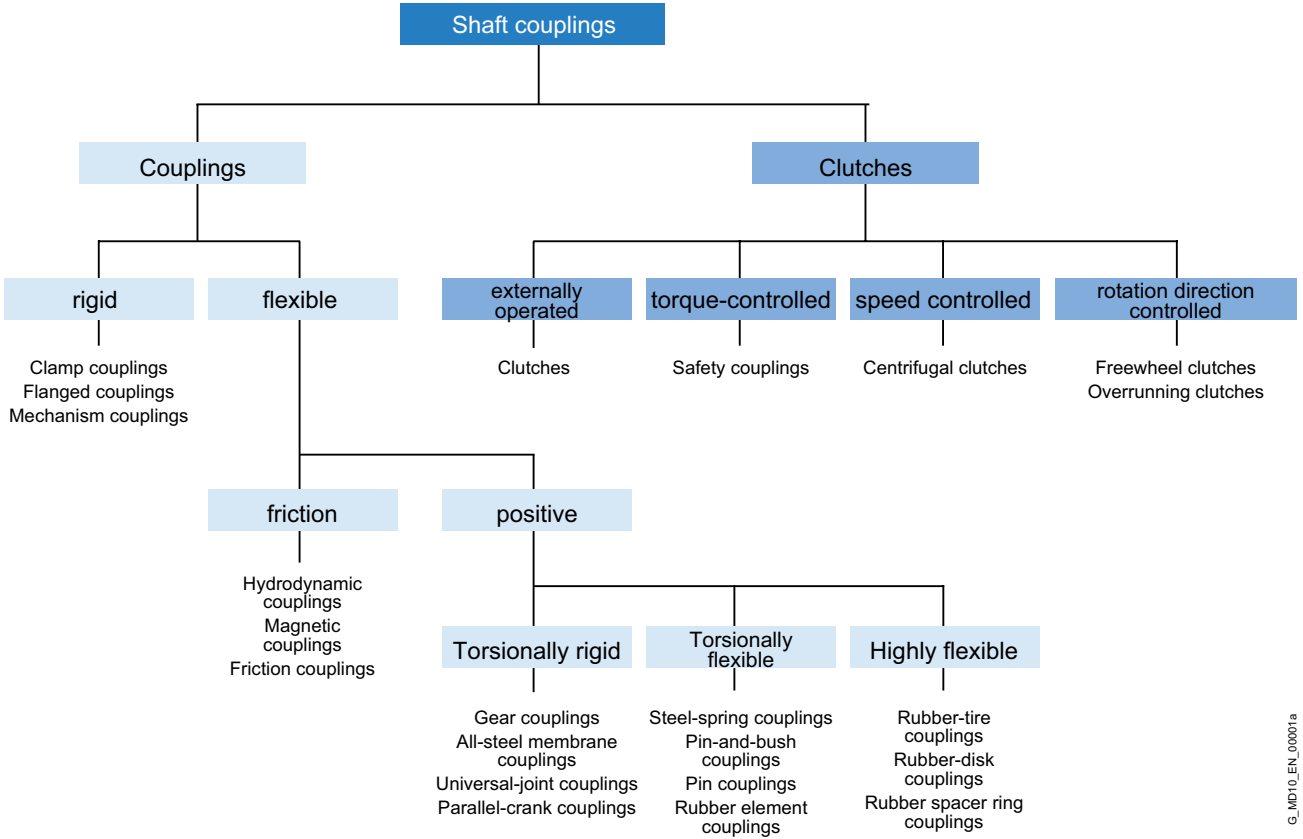 Shaft couplings
Couplings
Clutches
rigid
flexible
externally
operated
torque-controlled
speed controlled
rotation direction
controlled
Clamp couplings
Flanged couplings
Mechanism couplings
Clutches
Safety couplings
Centrifugal clutches
Freewheel clutches
Overrunning clutches
friction
positive
Hydrodynamic
couplings
Magnetic
couplings
Friction couplings
Torsionally rigid
Torsionally
flexible
Highly flexible
Gear couplings
All-steel membrane
couplings
Universal-joint couplings
Parallel-crank couplings
Steel-spring couplings
Pin-and-bush
couplings
Pin couplings
Rubber element
couplings
Rubber-tire
couplings
Rubber-disk
couplings
Rubber spacer ring
couplings
G_MD10_EN_00001a